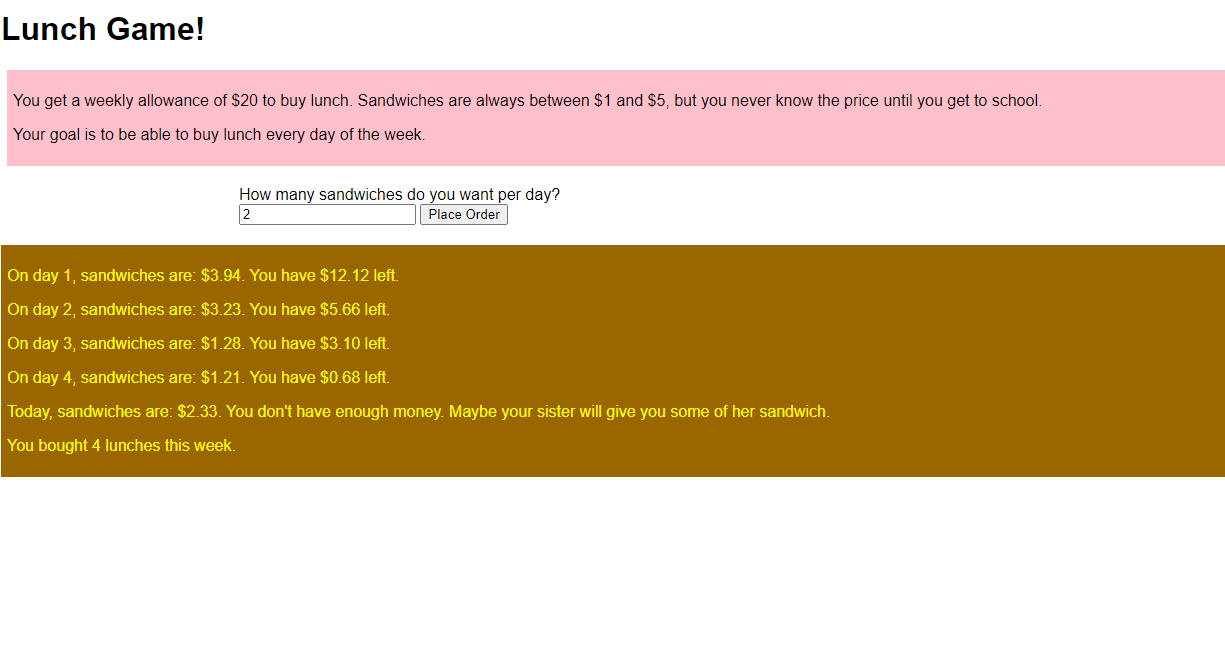 Lunch Game!
You get a weekly allowance of $20 to buy lunch. Sandwiches are always between $1 and $5, but you never know the price until you get to school.
Your goal is to be able to buy lunch every day of the week.
How many sandwiches do you want per day?
2 Place Order
On day 1, sandwiches are: $3.94. You have $12.12 left.
On day 2, sandwiches are: $3.23. You have $5.66 left.
On day 3, sandwiches are: $1.28. You have $3.10 left.
On day 4, sandwiches are: $1.21. You have $0.68 left.
Today, sandwiches are: $2.33. You don't have enough money. Maybe your sister will give you some of her sandwich.
You bought 4 lunches this week.